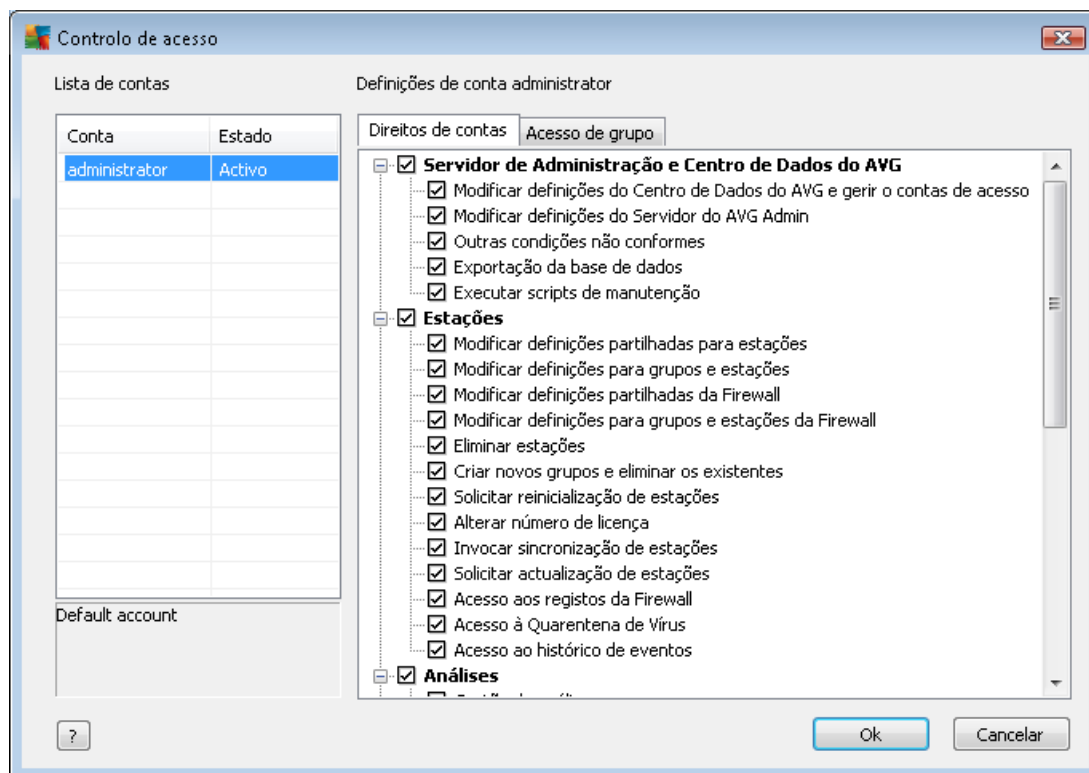 Controlo de acesso
Lista de contas
Definições de conta administrator
Conta Estado
administrator Activo
Default account
Direitos de contas Acesso de grupo
Servidor de Administração e Centro de Dados do AVG
Modificar definições do Centro de Dados do AVG e gerir o contas de acesso
Modificar definições do Servidor do AVG Admin
Outras condições não conformes
Exportação da base de dados
Executar scripts de manutenção
Estações
Modificar definições partilhadas para estações
Modificar definições para grupos e estações
Modificar definições partilhadas da Firewall
Modificar definições para grupos e estações da Firewall
Eliminar estações
Criar novos grupos e eliminar os existentes
Solicitar reinicialização de estações
Alterar número de licença
Invocar sincronização de estações
Solicitar actualização de estações
Acesso aos registos da Firewall
Acesso à Quarentena de Vírus
Acesso ao histórico de eventos
Análises
?
Ok
Cancelar